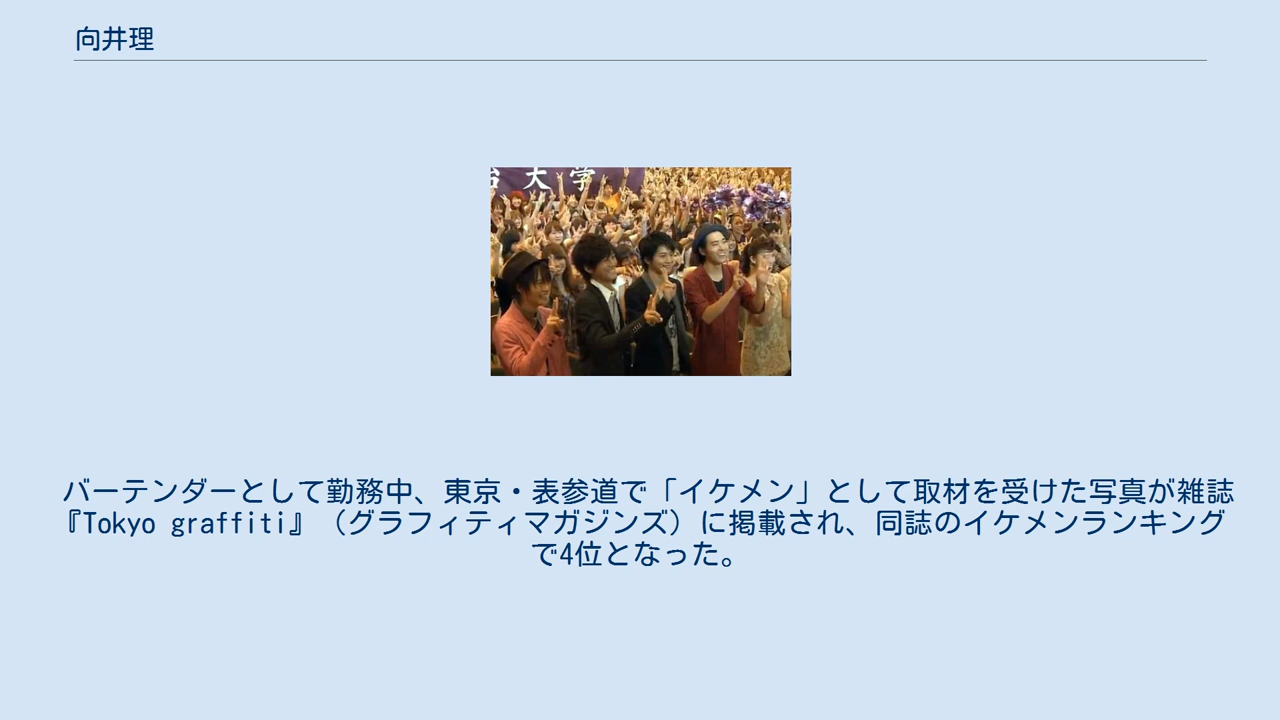 向井理
台大学
バーテンダーとして勤務中、東京・表参道で「イケメン」として取材を受けた写真が雑誌
『Tokyo graffiti』（グラフィティマガジンズ）に掲載され、同誌のイケメンランキング
で4位となった。